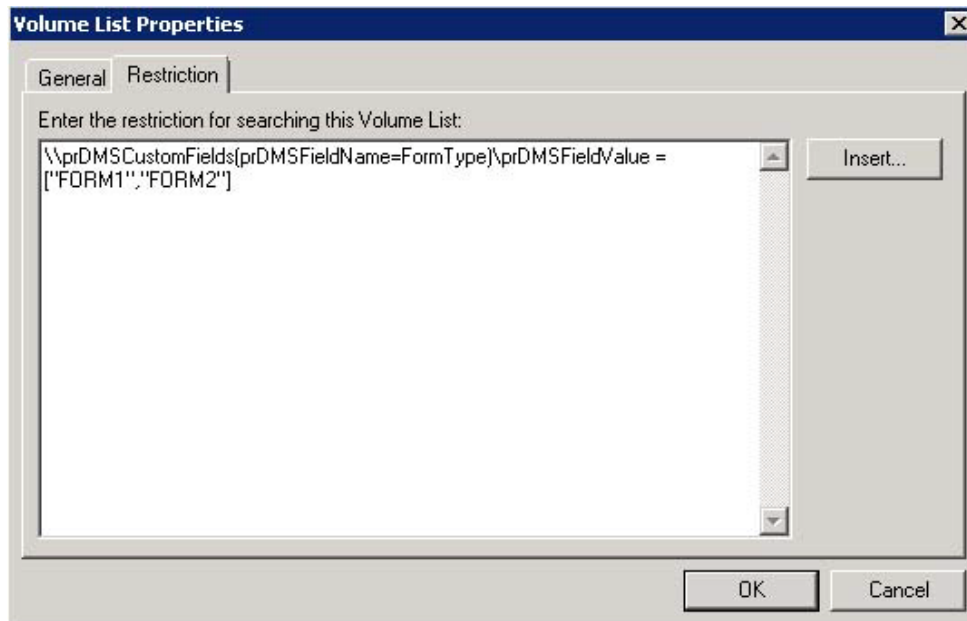 Volume List Properties
General
Restriction
Enter the restriction for searching this Volume List:
\\prDMSCustomFields(prDMSFieldName=FormType)\prDMSFieldValue =
["FORM1","FORM2"]
Insert...
OK
Cancel